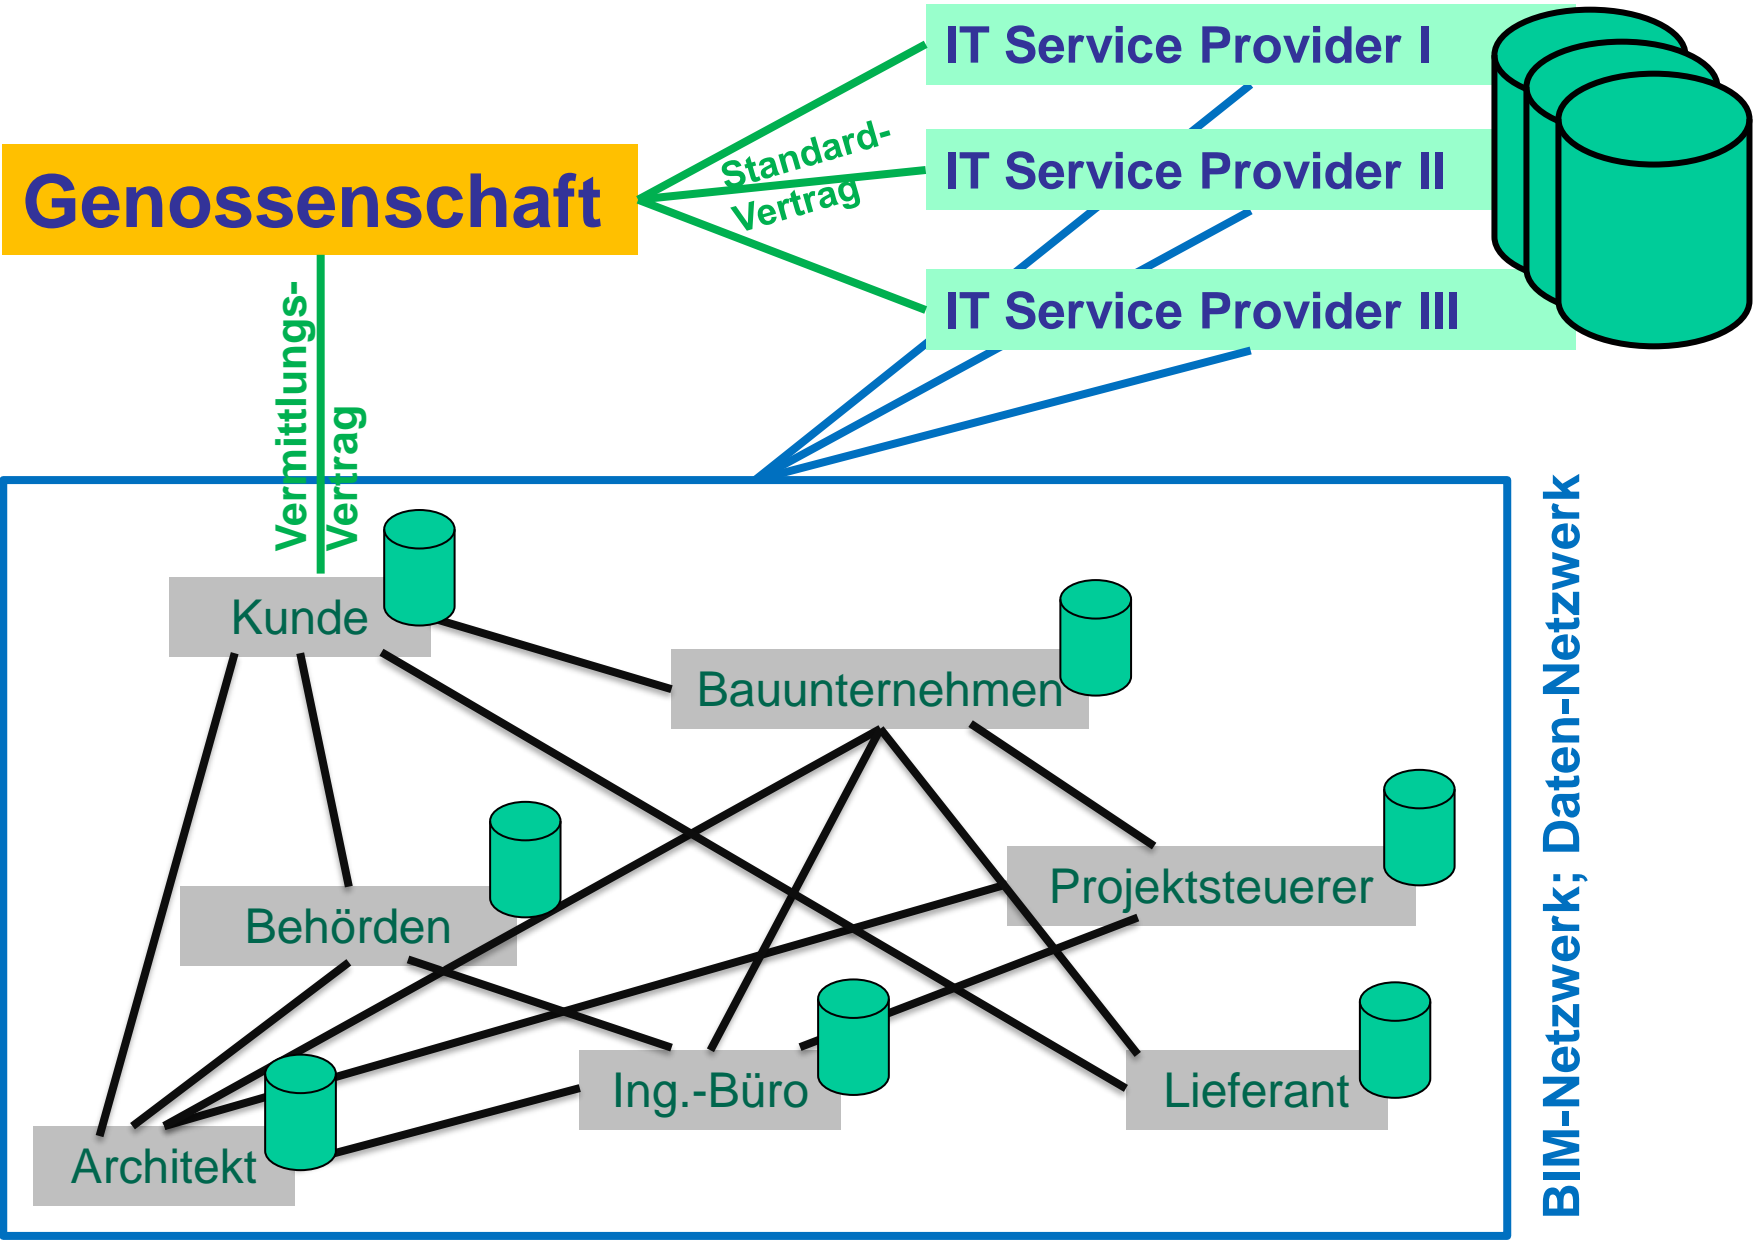 IT Service Provider I
Standard-
Vertrag
IT Service Provider II
Genossenschaft
IT Service Provider III
Vermittlungs-
Vertrag
BIM-Netzwerk; Daten-Netzwerk
Kunde
Bauunternehmen
Projektsteuerer
Behörden
Ing.-Büro
Lieferant
Architekt